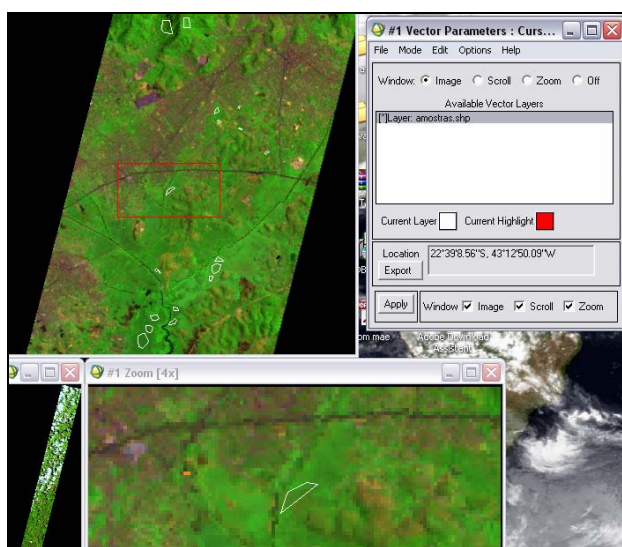 #1 Vector Parameters : Curs...
File Mode Edit Options Help
Window: Image Scroll Zoom Off
Available Vector Layers
[*]Layer: amostras.shp
Current Layer Current Highlight
Location 22°39'8.56"S, 43°12'50.09"W
Export
Apply Window Image Scroll Zoom
om mae
Adobe Download
Assistant
#1 Zoom [4x]